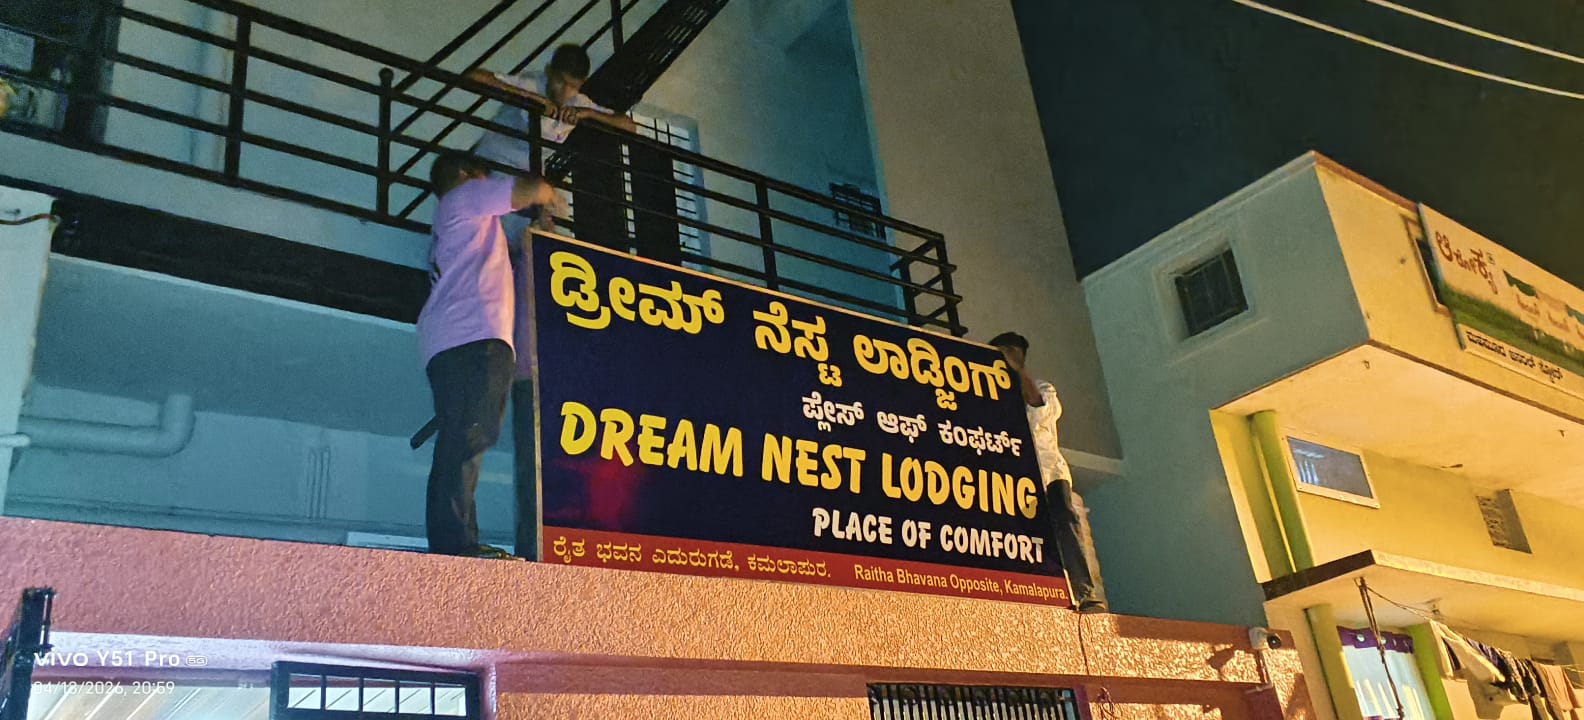 ಡ್ರೀಮ್ ನೆಸ್ಟ ಲಾಡ್ಜಿಂಗ್
ಪ್ಲೇಸ್ ಆಫ್ ಕಂಫರ್ಟ್
DREAM NEST LODGING
PLACE OF COMFORT
ರೈತ ಭವನ ಎದುರುಗಡೆ, ಕಮಲಾಪುರ. Raitha Bhavana Opposite, Kamalapura.
vivo Y51 Pro 5G
04/18/2026, 20:59